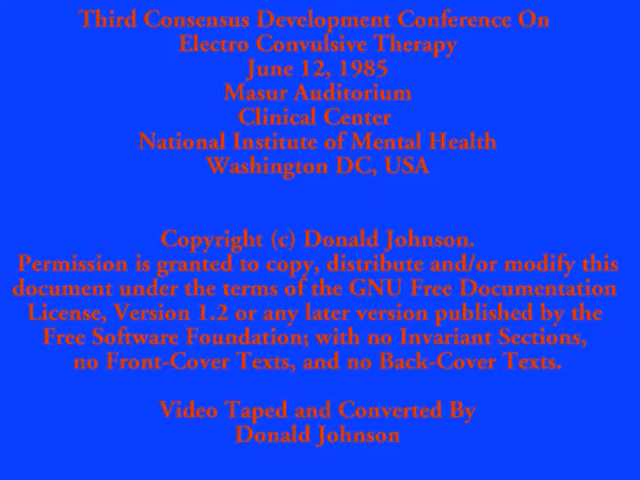 Third Consensus Development Conference On
Electro Convulsive Therapy
June 12, 1985
Masur Auditorium
Clinical Center
National Institute of Mental Health
Washington DC, USA
Copyright (c) Donald Johnson.
Permission is granted to copy, distribute and/or modify this
document under the terms of the GNU Free Documentation
License, Version 1.2 or any later version published by the
Free Software Foundation; with no Invariant Sections,
no Front-Cover Texts, and no Back-Cover Texts.
Video Taped and Converted By
Donald Johnson